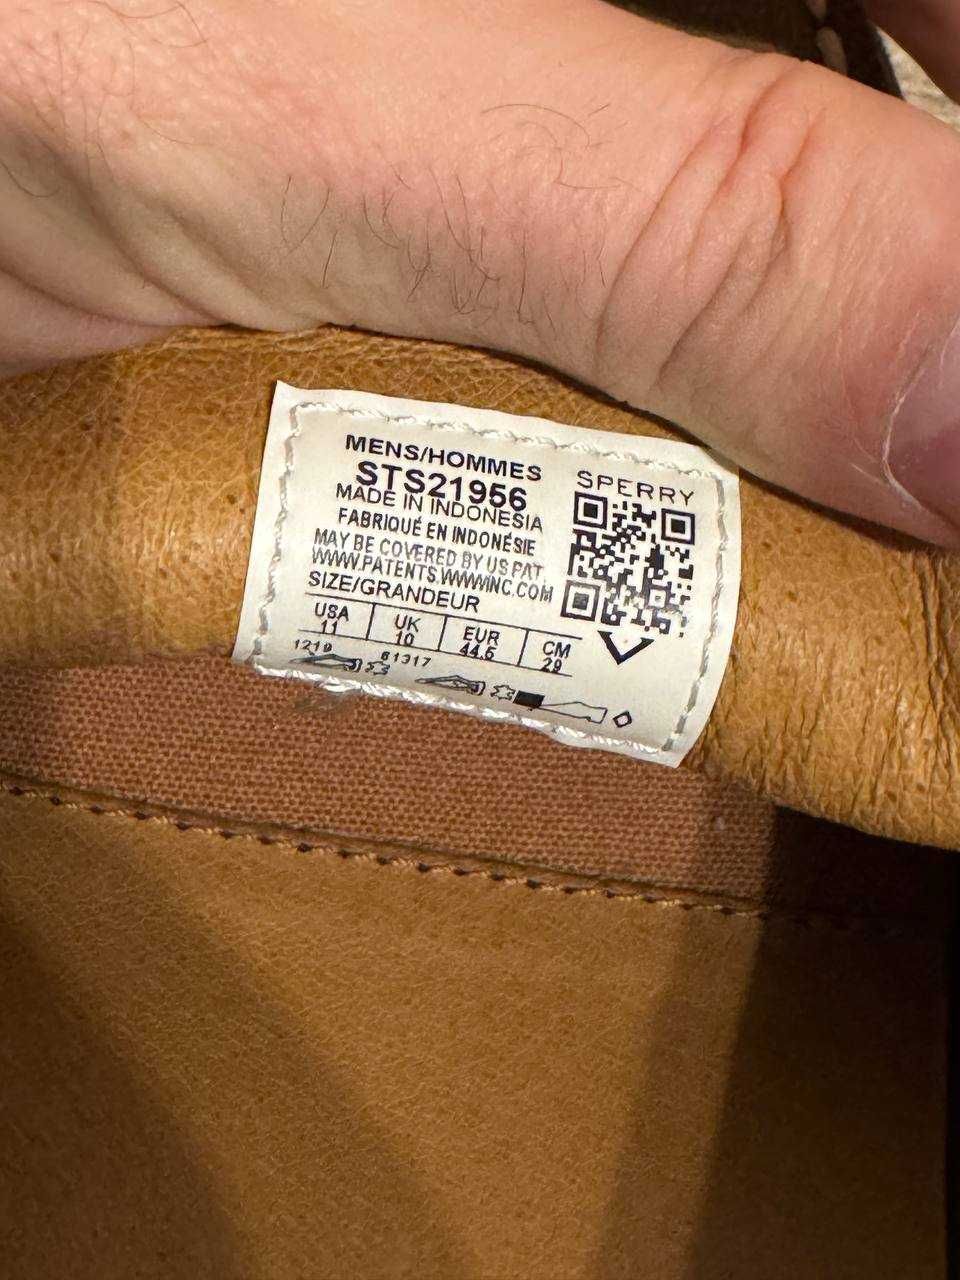 MENS/HOMMES
STS21956
MADE IN INDONESIA
FABRIQUÉ EN INDONÉSIE
MAY BE COVERED BY US PAT.
WWW.PATENTS.WWWINC.COM
SIZE/GRANDEUR
USA UK EUR CM
11 10 44.5 29
1219 61317
SPERRY